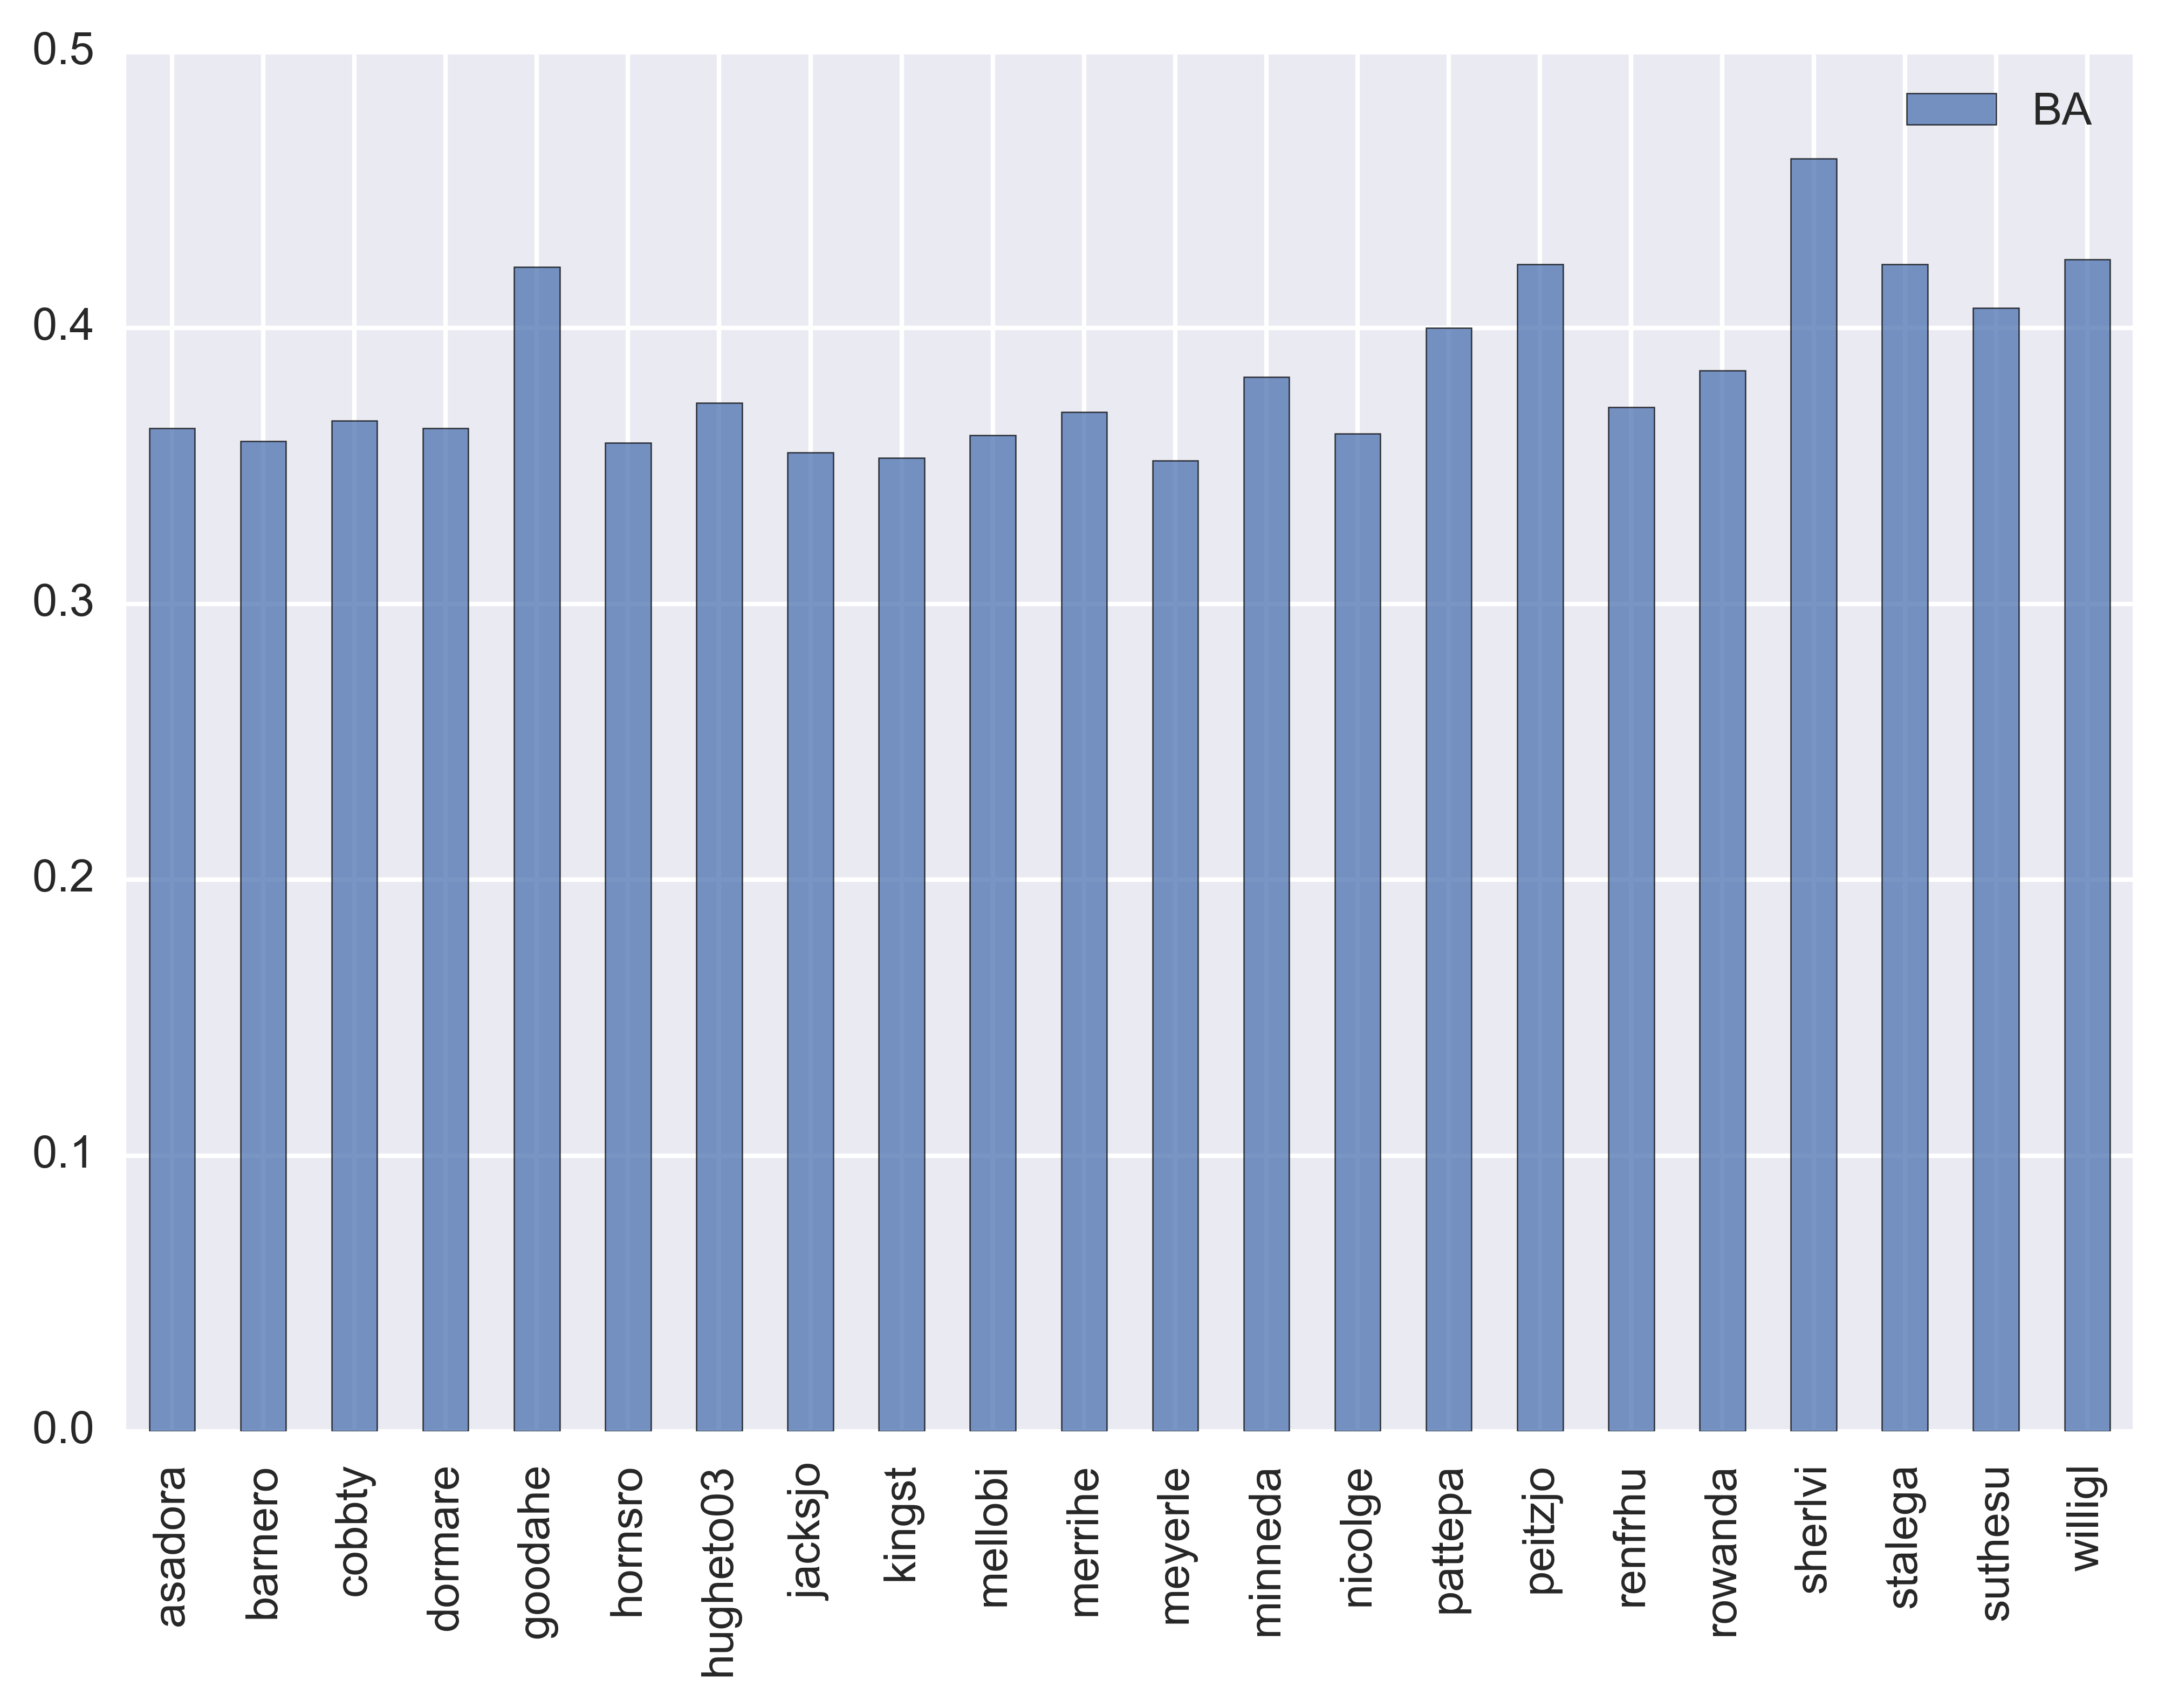 0.5
BA
0.4
0.3
0.2
0.1
0.0
asadora
barnero
cobbty
dormare
goodahe
hornsro
hugheto03
jacksjo
kingst
mellobi
merrihe
meyerle
minneda
nicolge
pattepa
peitzjo
renfrhu
rowanda
sherlvi
stalega
suthesu
willigl